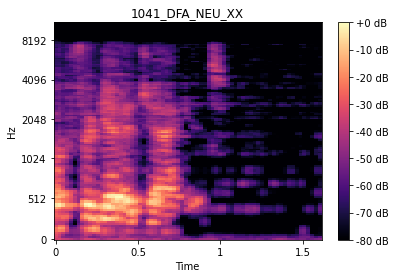 1041_DFA_NEU_XX
+0 dB
8192
-10 dB
4096
-20 dB
-30 dB
2048
Hz
-40 dB
1024
-50 dB
512
-60 dB
-70 dB
0
-80 dB
0
0.5
1
1.5
Time